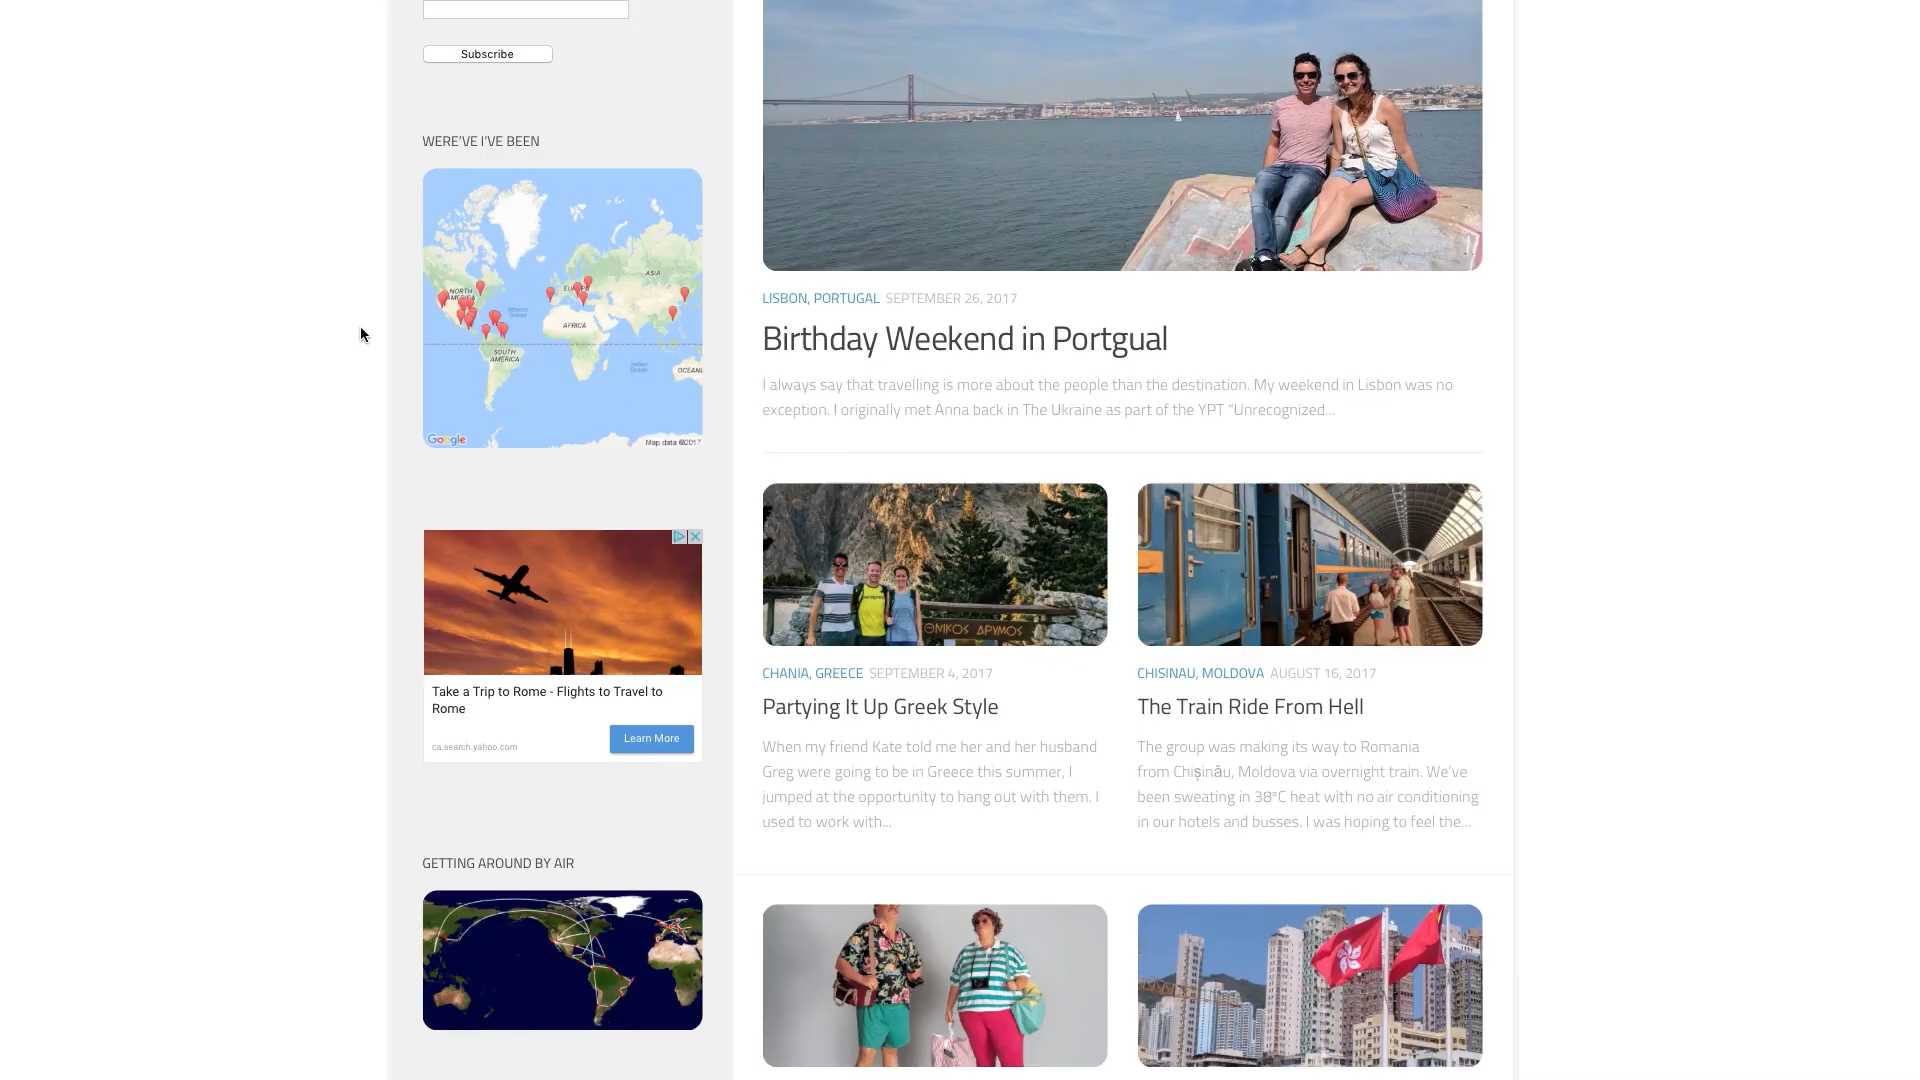 Subscribe
WERE'VE I'VE BEEN
NORTH
AMERICA
ASIA
Atlantic
Ocean
AFRICA
SOUTH
AMERICA
Indian
Ocean
Google
Map data ©2017
Take a Trip to Rome - Flights to Travel to
Rome
ca.search.yahoo.com
Learn More
GETTING AROUND BY AIR
LISBON, PORTUGAL SEPTEMBER 26, 2017
Birthday Weekend in Portgual
I always say that travelling is more about the people than the destination. My weekend in Lisbon was no
exception. I originally met Anna back in The Ukraine as part of the YPT “Unrecognized...
ΘΝΙΚΟΣ ΔΡΥΜΟΣ
CHANIA, GREECE SEPTEMBER 4, 2017
Partying It Up Greek Style
When my friend Kate told me her and her husband
Greg were going to be in Greece this summer, I
jumped at the opportunity to hang out with them. I
used to work with...
CHISINAU, MOLDOVA AUGUST 16, 2017
The Train Ride From Hell
The group was making its way to Romania
from Chișinău, Moldova via overnight train. We've
been sweating in 38°C heat with no air conditioning
in our hotels and busses. I was hoping to feel the...